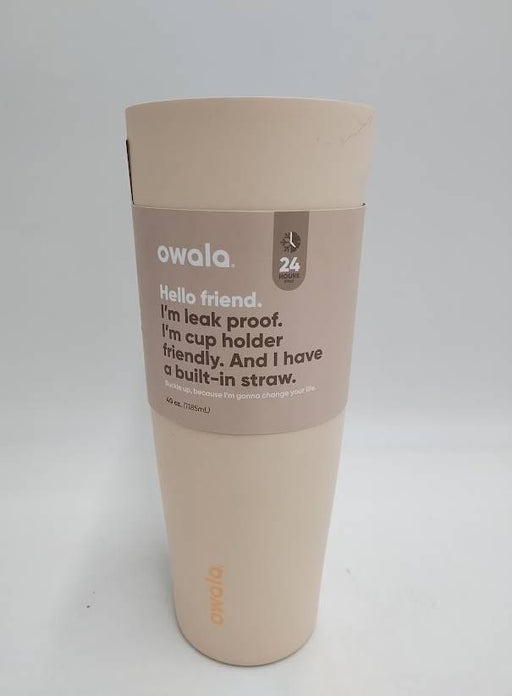 owala.
24
HOURS
Hello friend.
I'm leak proof.
I'm cup holder
friendly. And I have
a built-in straw.
Buckle up, because I'm gonna change your life.
40 oz. (1185mL)
owala.